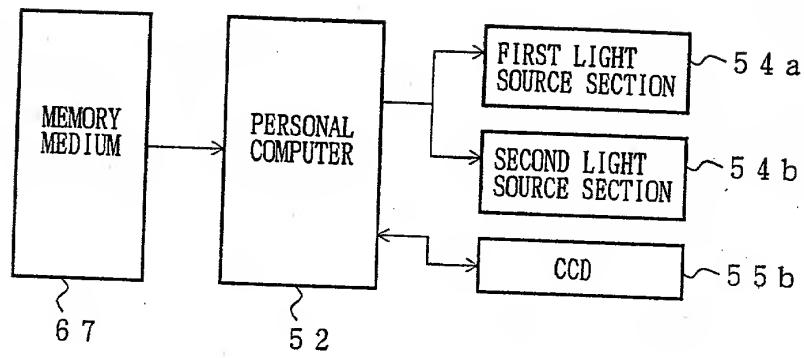 MEMORY
MEDIUM
67
PERSONAL
COMPUTER
52
FIRST LIGHT
SOURCE SECTION
54a
SECOND LIGHT
SOURCE SECTION
54b
CCD
55b